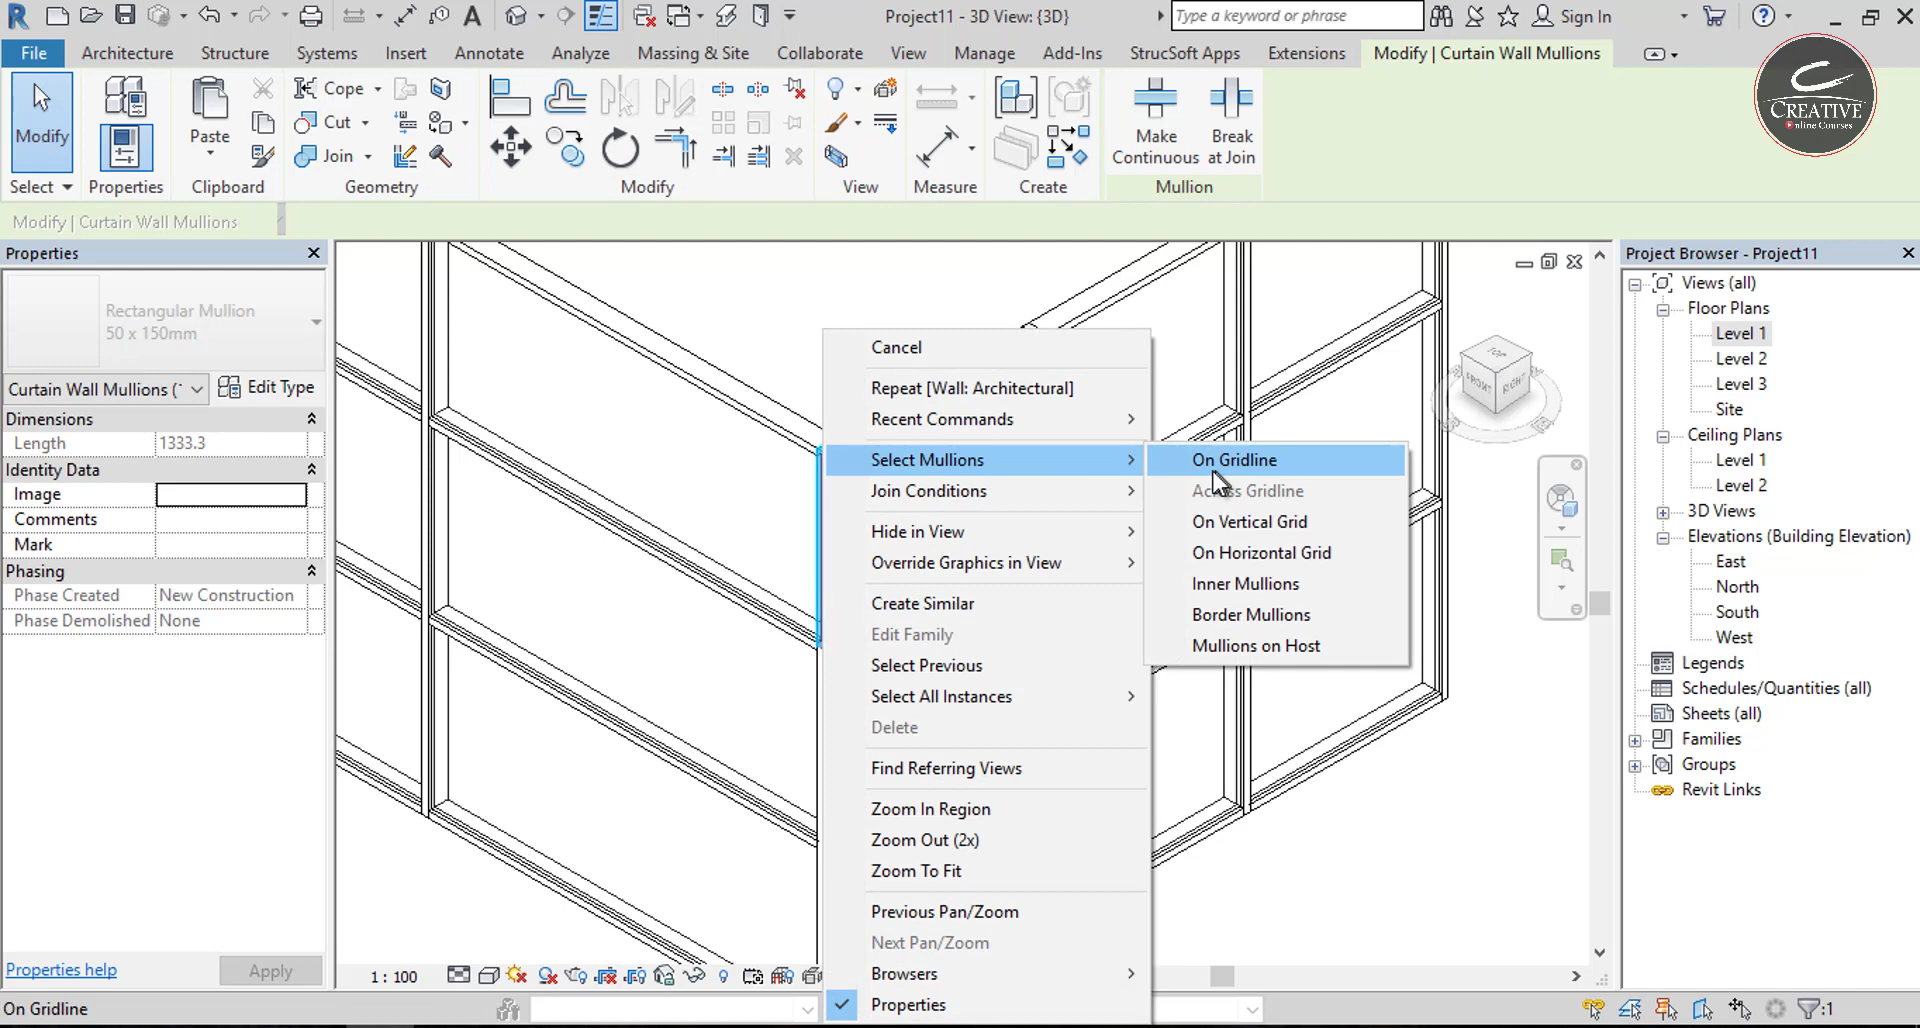 Project11 - 3D View: {3D}
Type a keyword or phrase
Sign In
File
Architecture
Structure
Systems
Insert
Annotate
Analyze
Massing & Site
Collaborate
View
Manage
Add-Ins
StrucSoft Apps
Extensions
Modify | Curtain Wall Mullions
CREATIVE
Online Courses
Modify
Paste
Cope
Cut
Join
Make
Continuous
Break
at Join
Select
Properties
Clipboard
Geometry
Modify
View
Measure
Create
Mullion
Modify | Curtain Wall Mullions
Properties
Rectangular Mullion
50 x 150mm
Curtain Wall Mullions (
Edit Type
Dimensions
Length 1333.3
Identity Data
Image
Comments
Mark
Phasing
Phase Created New Construction
Phase Demolished None
Properties help
Apply
On Gridline
Cancel
Repeat [Wall: Architectural]
Recent Commands
Select Mullions
Join Conditions
Hide in View
Override Graphics in View
Create Similar
Edit Family
Select Previous
Select All Instances
Delete
Find Referring Views
Zoom In Region
Zoom Out (2x)
Zoom To Fit
Previous Pan/Zoom
Next Pan/Zoom
Browsers
Properties
On Gridline
Across Gridline
On Vertical Grid
On Horizontal Grid
Inner Mullions
Border Mullions
Mullions on Host
TOP
FRONT
RIGHT
1 : 100
Project Browser - Project11
Views (all)
Floor Plans
Level 1
Level 2
Level 3
Site
Ceiling Plans
Level 1
Level 2
3D Views
Elevations (Building Elevation)
East
North
South
West
Legends
Schedules/Quantities (all)
Sheets (all)
Families
Groups
Revit Links
:1